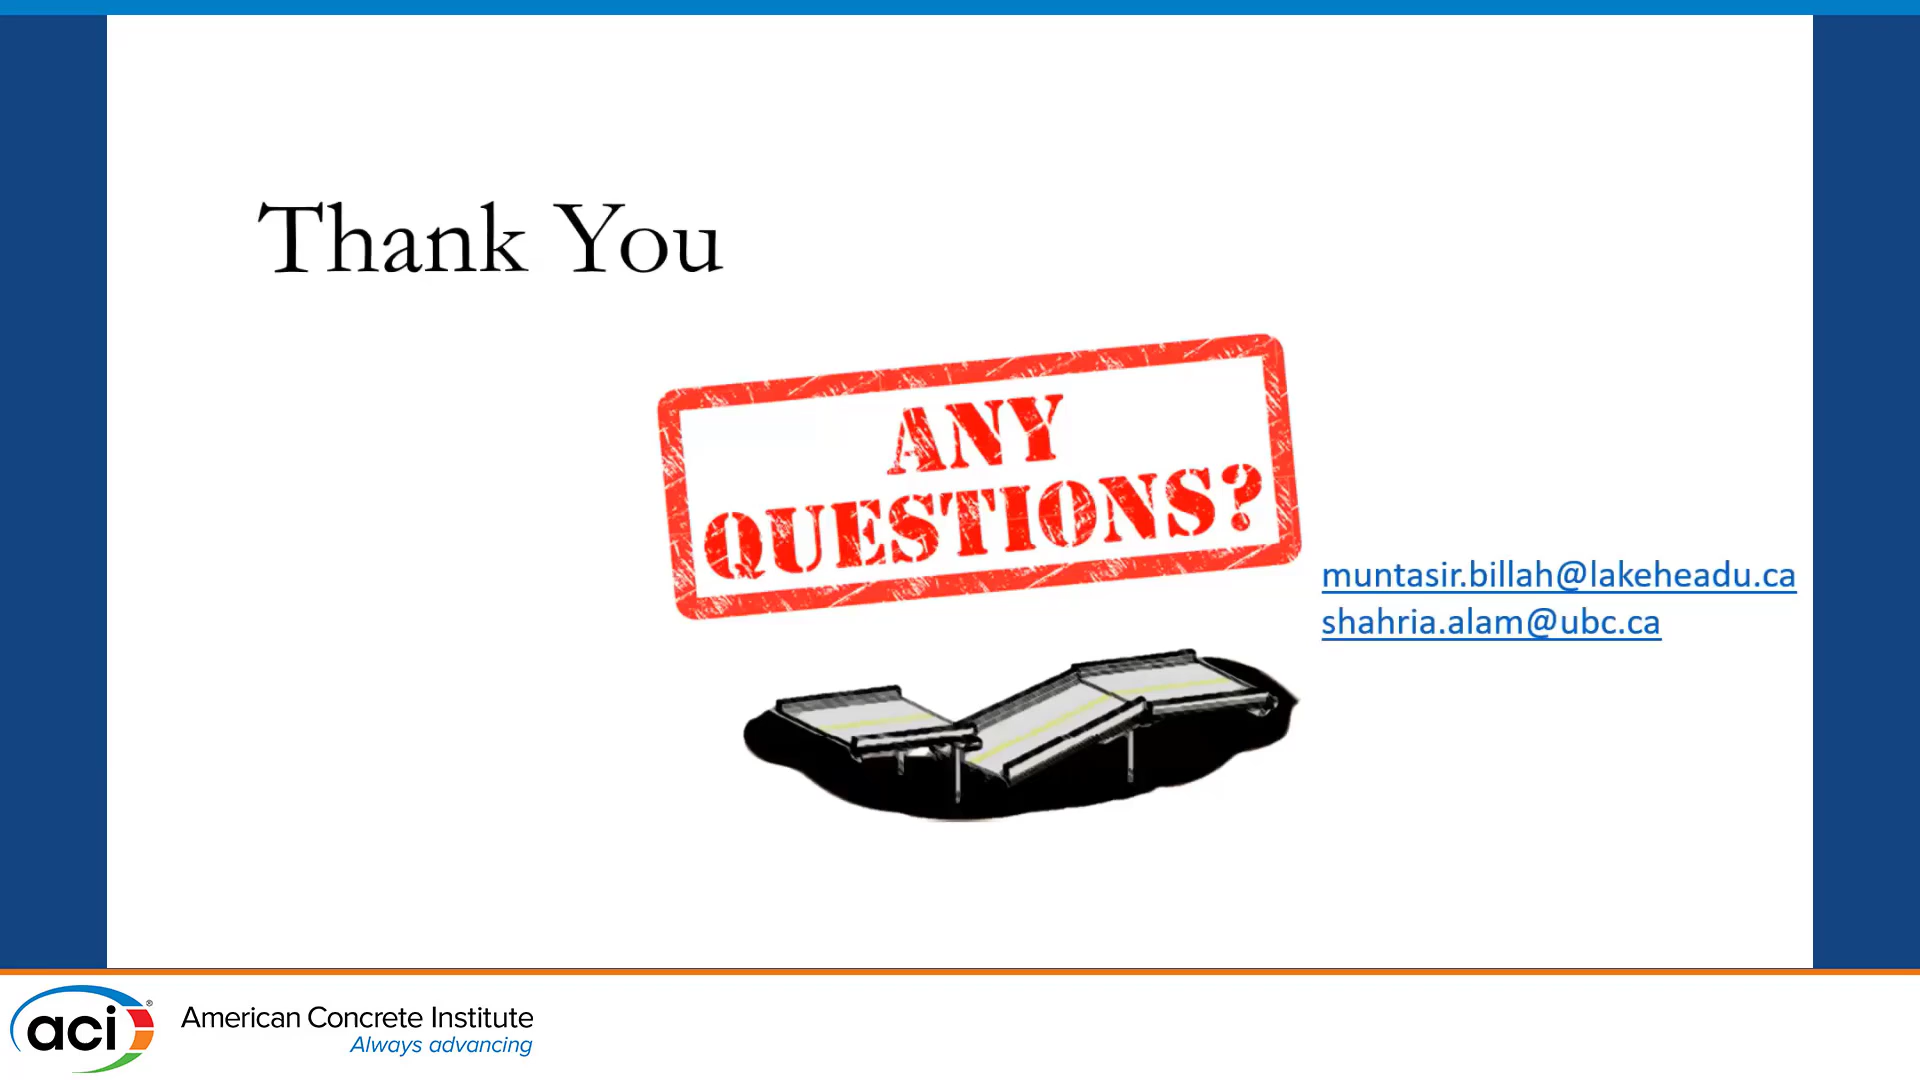 Thank You
ANY
QUESTIONS?
muntasir.billah@lakeheadu.ca
shahria.alam@ubc.ca
aci®
American Concrete Institute
Always advancing